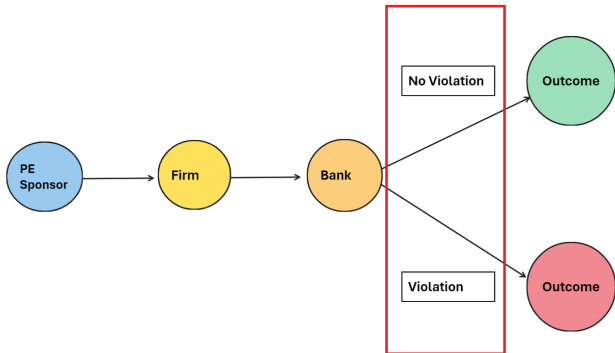 No Violation
Outcome
PE
Sponsor
Firm
Bank
Violation
Outcome